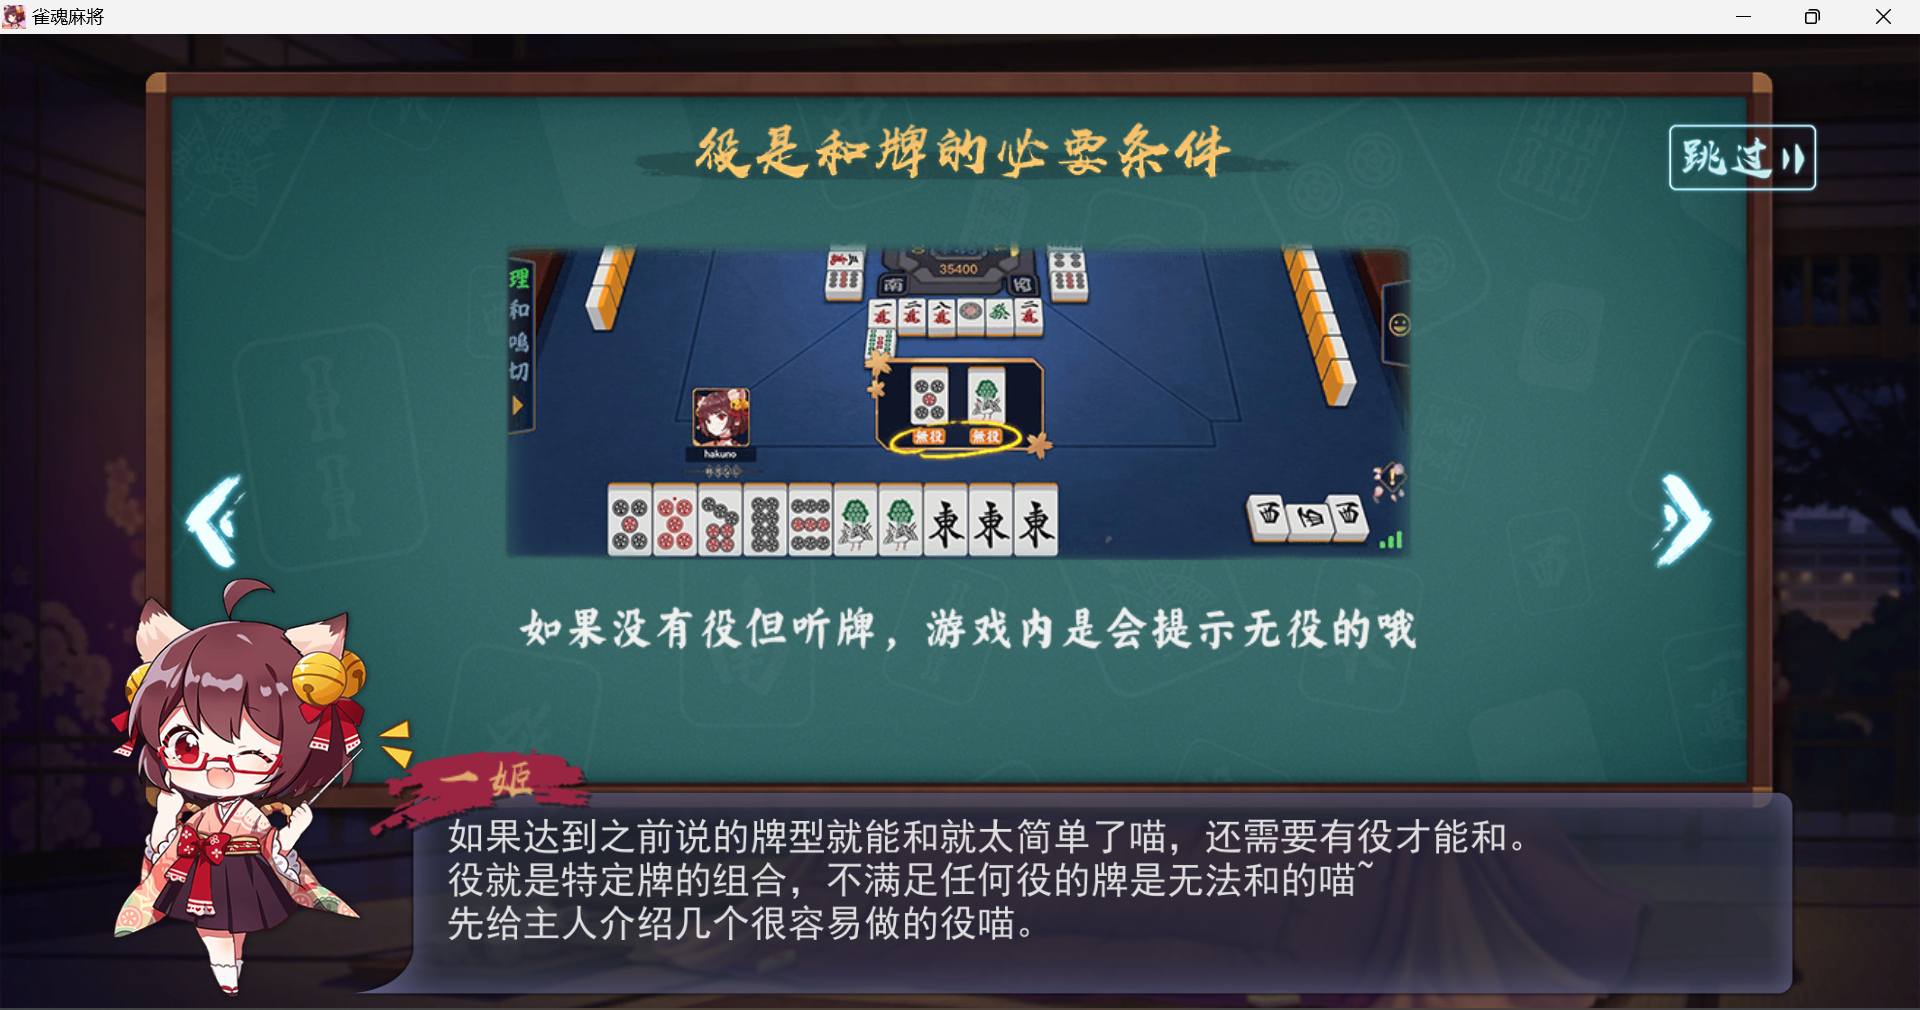 雀魂麻將
役是和牌的必要条件
跳过
理
和
鳴
切
35400
南
無役
無役
hakuno
東
東
東
西
西
西
如果没有役但听牌，游戏内是会提示无役的哦
一姬
如果达到之前说的牌型就能和就太简单了喵，还需要有役才能和。
役就是特定牌的组合，不满足任何役的牌是无法和的喵~
先给主人介绍几个很容易做的役喵。